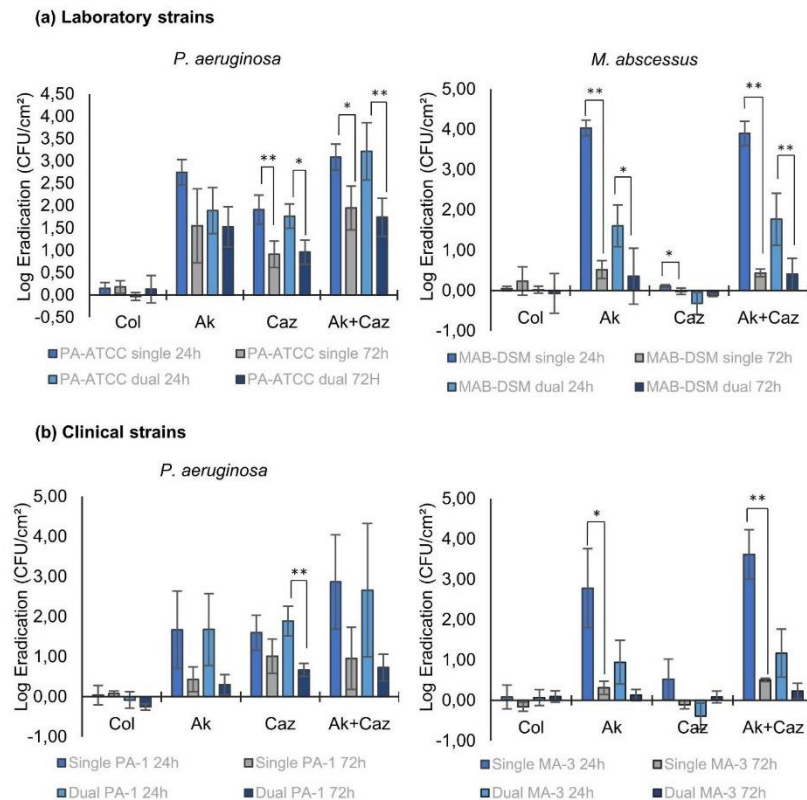 (a) Laboratory strains
P. aeruginosa
Log Eradication (CFU/cm²)
4,50
4,00
3,50
3,00
2,50
2,00
1,50
1,00
0,50
0,00
-0,50
** * * **
Col Ak Caz Ak+Caz
PA-ATCC single 24h PA-ATCC single 72h
PA-ATCC dual 24h PA-ATCC dual 72H
M. abscessus
Log Eradication (CFU/cm²)
5,00
4,00
3,00
2,00
1,00
0,00
-1,00
** * * ** **
Col Ak Caz Ak+Caz
MAB-DSM single 24h MAB-DSM single 72h
MAB-DSM dual 24h MAB-DSM dual 72h
(b) Clinical strains
P. aeruginosa
Log Eradication (CFU/cm²)
5,00
4,00
3,00
2,00
1,00
0,00
-1,00
**
Col Ak Caz Ak+Caz
Single PA-1 24h Single PA-1 72h
Dual PA-1 24h Dual PA-1 72h
Log Eradication (CFU/cm²)
5,00
4,00
3,00
2,00
1,00
0,00
-1,00
* **
Col Ak Caz Ak+Caz
Single MA-3 24h Single MA-3 72h
Dual MA-3 24h Dual MA-3 72h